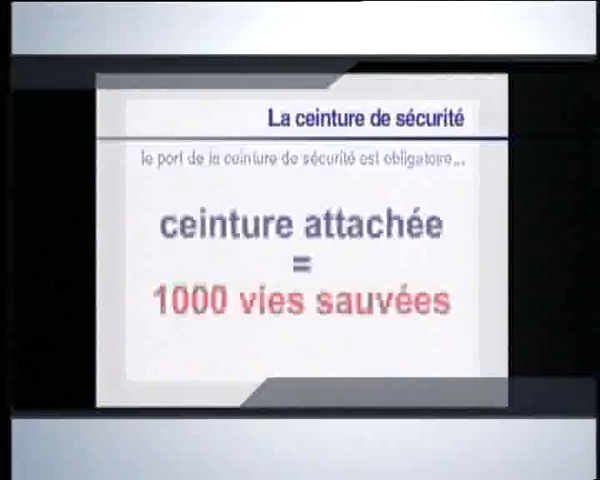 La ceinture de sécurité
le port de la ceinture de sécurité est obligatoire...
ceinture attachée
=
1000 vies sauvées